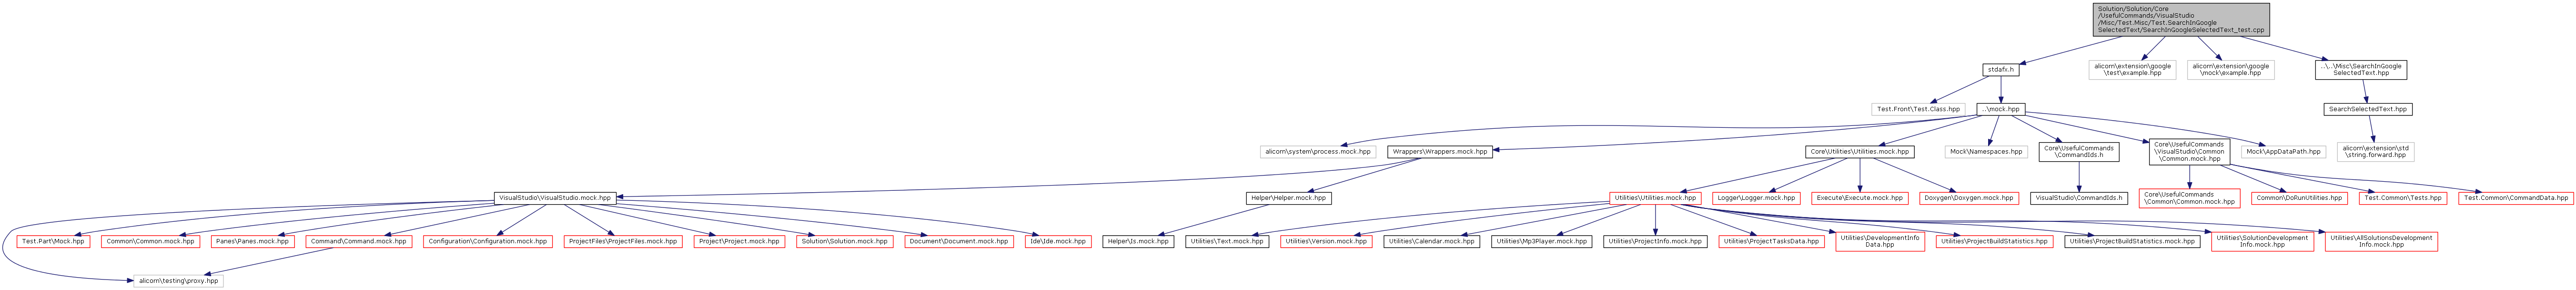 Solution/Solution/Core
/UsefulCommands/VisualStudio
/Misc/Test.Misc/Test.SearchInGoogle
SelectedText/SearchInGoogleSelectedText_test.cpp
stdafx.h
alicorn\extension\google
\test\example.hpp
alicorn\extension\google
\mock\example.hpp
..\..\Misc\SearchInGoogle
SelectedText.hpp
Test.Front\Test.Class.hpp
..\mock.hpp
SearchSelectedText.hpp
alicorn\system\process.mock.hpp
Wrappers\Wrappers.mock.hpp
Core\Utilities\Utilities.mock.hpp
Mock\Namespaces.hpp
Core\UsefulCommands
\CommandIds.h
Core\UsefulCommands
\VisualStudio\Common
\Common.mock.hpp
Mock\AppDataPath.hpp
alicorn\extension\std
\string.forward.hpp
VisualStudio\VisualStudio.mock.hpp
Helper\Helper.mock.hpp
Utilities\Utilities.mock.hpp
Logger\Logger.mock.hpp
Execute\Execute.mock.hpp
Doxygen\Doxygen.mock.hpp
VisualStudio\CommandIds.h
Core\UsefulCommands
\Common\Common.mock.hpp
Common\DoRunUtilities.hpp
Test.Common\Tests.hpp
Test.Common\CommandData.hpp
Test.Part\Mock.hpp
Common\Common.mock.hpp
Panes\Panes.mock.hpp
Command\Command.mock.hpp
Configuration\Configuration.mock.hpp
ProjectFiles\ProjectFiles.mock.hpp
Project\Project.mock.hpp
Solution\Solution.mock.hpp
Document\Document.mock.hpp
Ide\Ide.mock.hpp
Helper\Is.mock.hpp
Utilities\Text.mock.hpp
Utilities\Version.mock.hpp
Utilities\Calendar.mock.hpp
Utilities\Mp3Player.mock.hpp
Utilities\ProjectInfo.mock.hpp
Utilities\ProjectTasksData.hpp
Utilities\DevelopmentInfo
Data.hpp
Utilities\ProjectBuildStatistics.hpp
Utilities\ProjectBuildStatistics.mock.hpp
Utilities\SolutionDevelopment
Info.mock.hpp
Utilities\AllSolutionsDevelopment
Info.mock.hpp
alicorn\testing\proxy.hpp